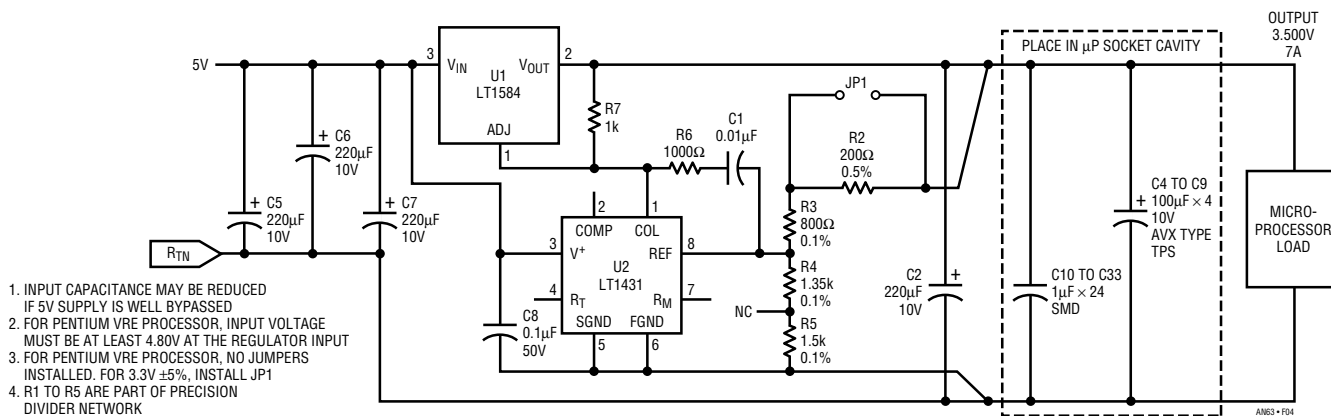 OUTPUT
3.500V
7A
PLACE IN µP SOCKET CAVITY
5V
3
VIN
U1
LT1584
VOUT
2
ADJ
1
R7
1k
JP1
C1
0.01µF
R6
1000Ω
R2
200Ω
0.5%
+
C6
220µF
10V
+
C5
220µF
10V
+
C7
220µF
10V
RTN
2
COMP
1
COL
3
V+
REF
8
U2
LT1431
4
RT
RM
7
SGND
FGND
5
6
C8
0.1µF
50V
R3
800Ω
0.1%
R4
1.35k
0.1%
NC
R5
1.5k
0.1%
C2
220µF
10V
+
C10 TO C33
1µF × 24
SMD
+
C4 TO C9
100µF × 4
10V
AVX TYPE
TPS
MICRO-
PROCESSOR
LOAD
1. INPUT CAPACITANCE MAY BE REDUCED
IF 5V SUPPLY IS WELL BYPASSED
2. FOR PENTIUM VRE PROCESSOR, INPUT VOLTAGE
MUST BE AT LEAST 4.80V AT THE REGULATOR INPUT
3. FOR PENTIUM VRE PROCESSOR, NO JUMPERS
INSTALLED. FOR 3.3V ±5%, INSTALL JP1
4. R1 TO R5 ARE PART OF PRECISION
DIVIDER NETWORK
AN63 • F04